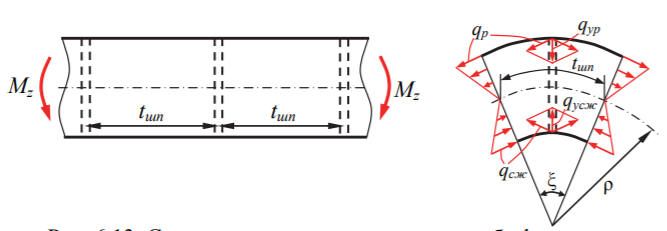 M_z
t_шп
t_шп
M_z
q_р
q_ур
t_шп
q_усж
q_сж
ξ
ρ